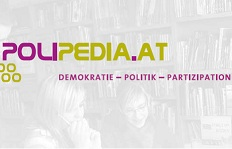 POLIPEDIA.AT
DEMOKRATIE – POLITIK – PARTIZIPATION